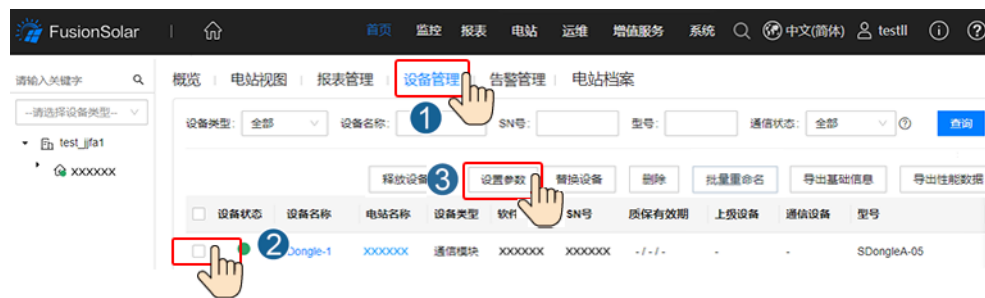 FusionSolar 首页 监控 报表 电站 运维 增值服务 系统 中文(简体) testll
请输入关键字 概览 电站视图 报表管理 设备管理 告警管理 电站档案
--请选择设备类型-- 设备类型: 全部 设备名称: 1 SN号: 型号: 通信状态: 全部 查询
test_jjfa1
xxxxxx 释放设备 3 设置参数 替换设备 删除 批量重命名 导出基础信息 导出性能数据
设备状态 设备名称 电站名称 设备类型 软件 SN号 质保有效期 上级设备 通信设备 型号
2 Dongle-1 XXXXXX 通信模块 XXXXXX XXXXXX -/-/- - - SDongleA-05